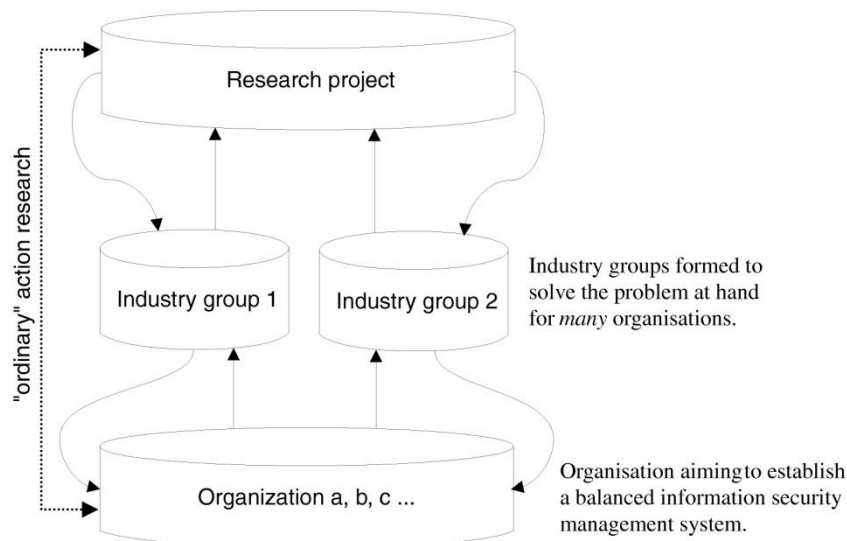 Research project
"ordinary" action research
Industry group 1
Industry group 2
Industry groups formed to
solve the problem at hand
for many organisations.
Organization a, b, c ...
Organisation aiming to establish
a balanced information security
management system.